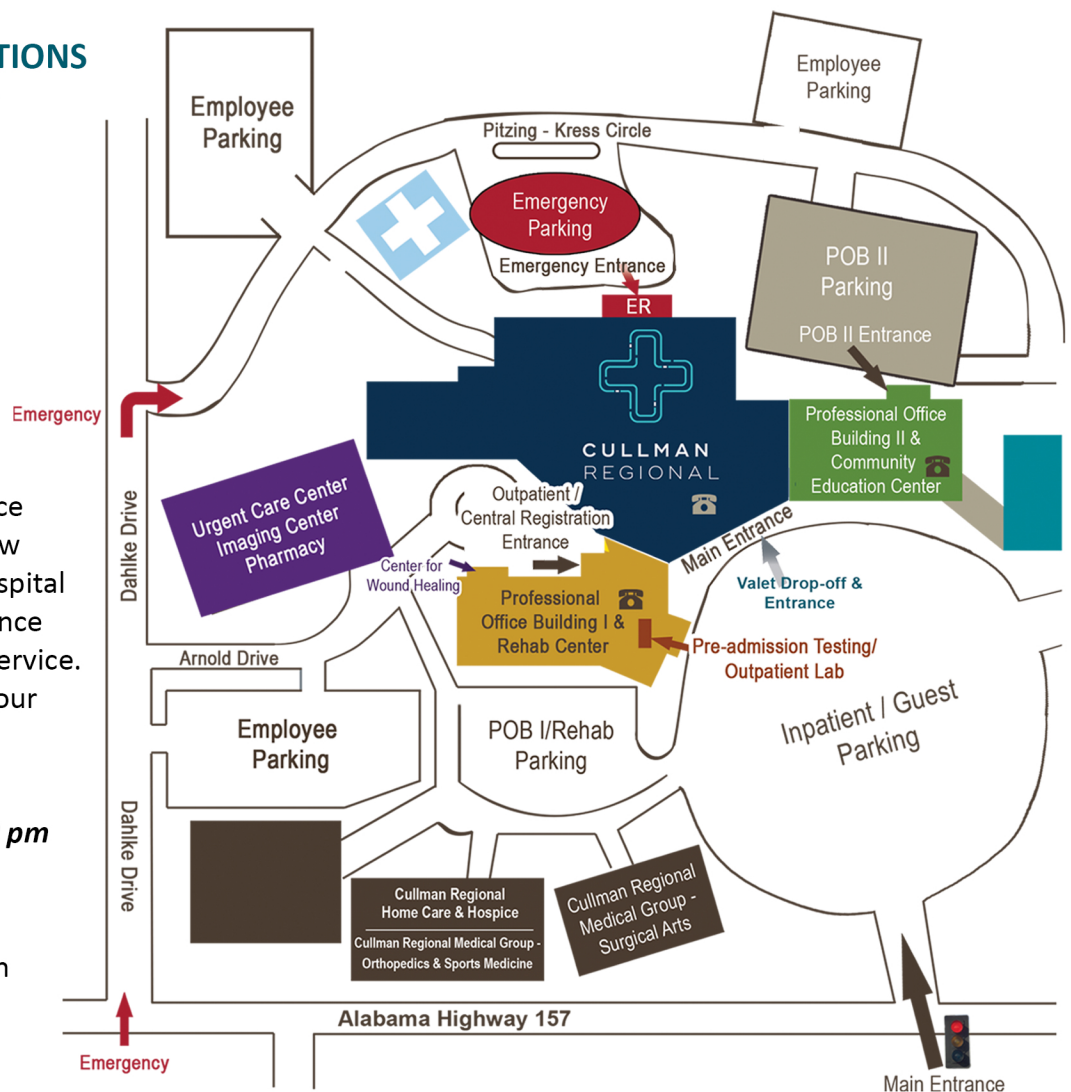 TIONS
Employee
Parking
Employee
Parking
Pitzing - Kress Circle
Emergency
Parking
Emergency Entrance
ER
POB II
Parking
POB II Entrance
Emergency
Dahlke Drive
CULLMAN
REGIONAL
Professional Office
Building II &
Community
Education Center
Urgent Care Center
Imaging Center
Pharmacy
Outpatient /
Central Registration
Entrance
Main Entrance
Center for
Wound Healing
Valet Drop-off &
Entrance
Professional
Office Building I &
Rehab Center
Pre-admission Testing/
Outpatient Lab
ce
w
spital
nce
ervice.
our
pm
n
Arnold Drive
Employee
Parking
POB I/Rehab
Parking
Inpatient / Guest
Parking
Dahlke Drive
Cullman Regional
Home Care & Hospice
Cullman Regional Medical Group -
Orthopedics & Sports Medicine
Cullman Regional
Medical Group -
Surgical Arts
Alabama Highway 157
Emergency
Main Entrance